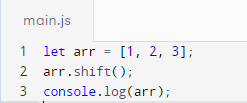 main.js
1 let arr = [1, 2, 3];
2 arr.shift();
3 console.log(arr);